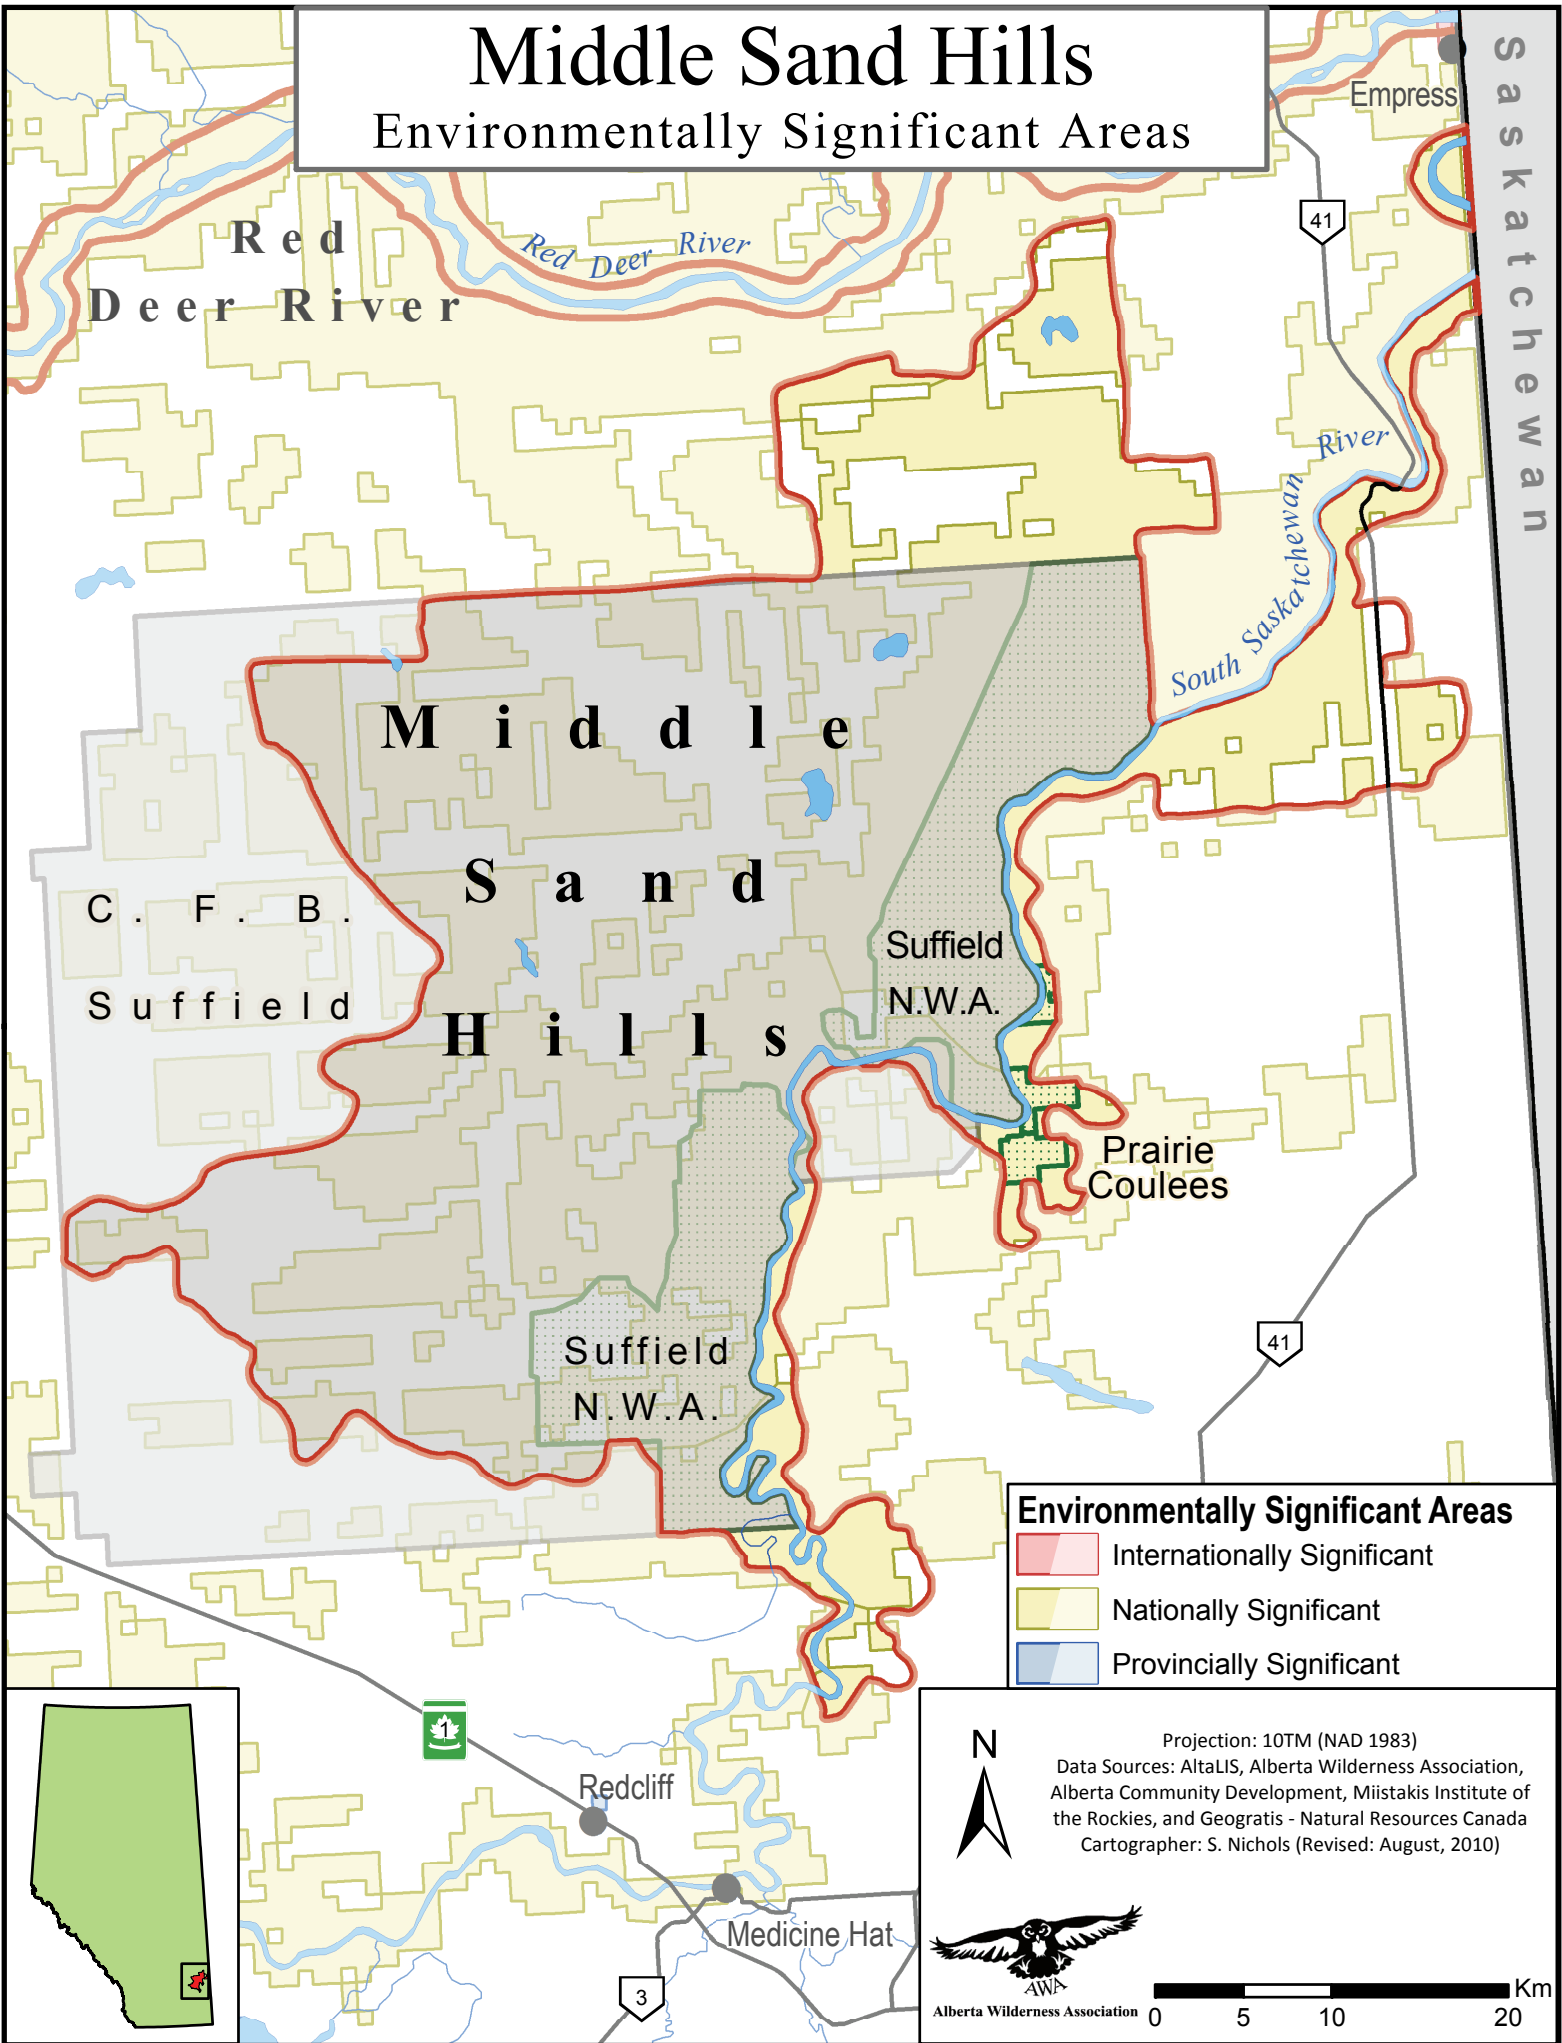 Middle Sand Hills
Environmentally Significant Areas
Empress
Saskatchewan
41
Red
Deer River
Red Deer River
South Saskatchewan River
Middle
Sand
Hills
C. F. B.
Suffield
Suffield
N.W.A.
Prairie
Coulees
41
Suffield
N.W.A.
Environmentally Significant Areas
Internationally Significant
Nationally Significant
Provincially Significant
1
Redcliff
Medicine Hat
3
N
Projection: 10TM (NAD 1983)
Data Sources: AltaLIS, Alberta Wilderness Association,
Alberta Community Development, Miistakis Institute of
the Rockies, and Geogratis - Natural Resources Canada
Cartographer: S. Nichols (Revised: August, 2010)
AWA
Alberta Wilderness Association
Km
0 5 10 20